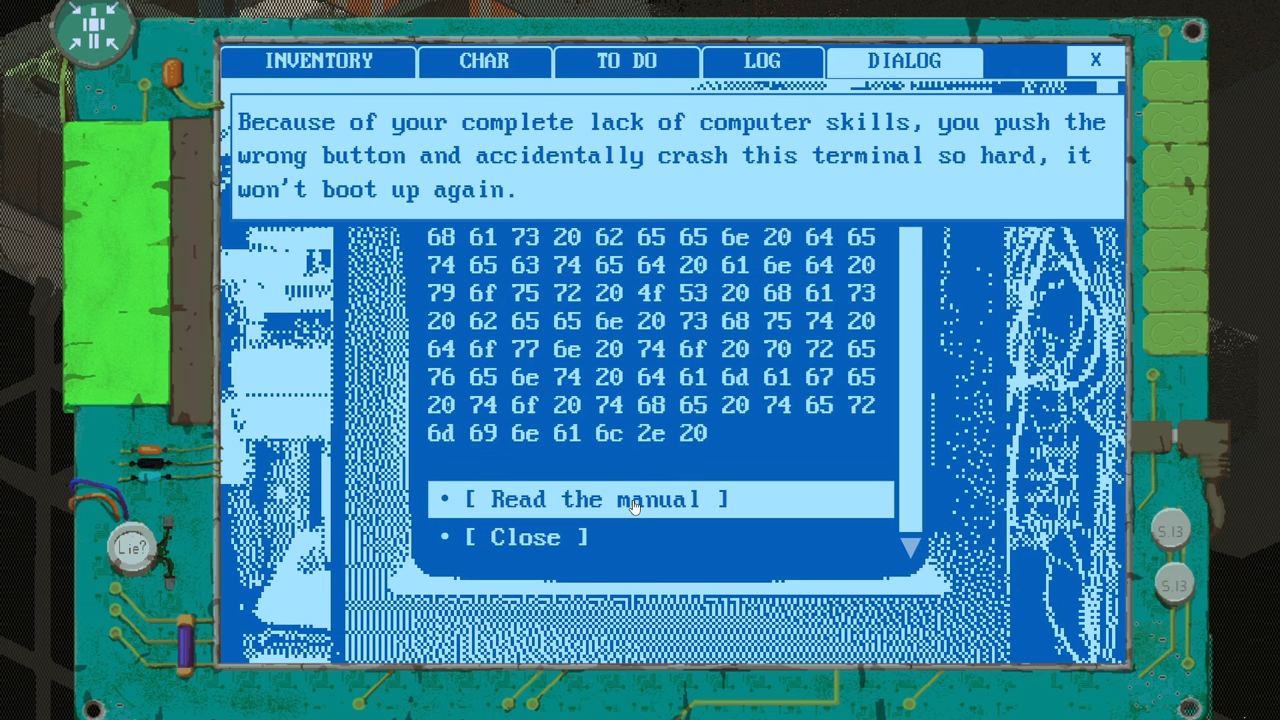 INVENTORY CHAR TO DO LOG DIALOG X
Because of your complete lack of computer skills, you push the
wrong button and accidentally crash this terminal so hard, it
won't boot up again.
68 61 73 20 62 65 65 6e 20 64 65
74 65 63 74 65 64 20 61 6e 64 20
79 6f 75 72 20 4f 53 20 68 61 73
20 62 65 65 6e 20 73 68 75 74 20
64 6f 77 6e 20 74 6f 20 70 72 65
76 65 6e 74 20 64 61 6d 61 67 65
20 74 6f 20 74 68 65 20 74 65 72
6d 69 6e 61 6c 2e 20
• [ Read the manual ]
• [ Close ]
Lie?
S.13
S.13